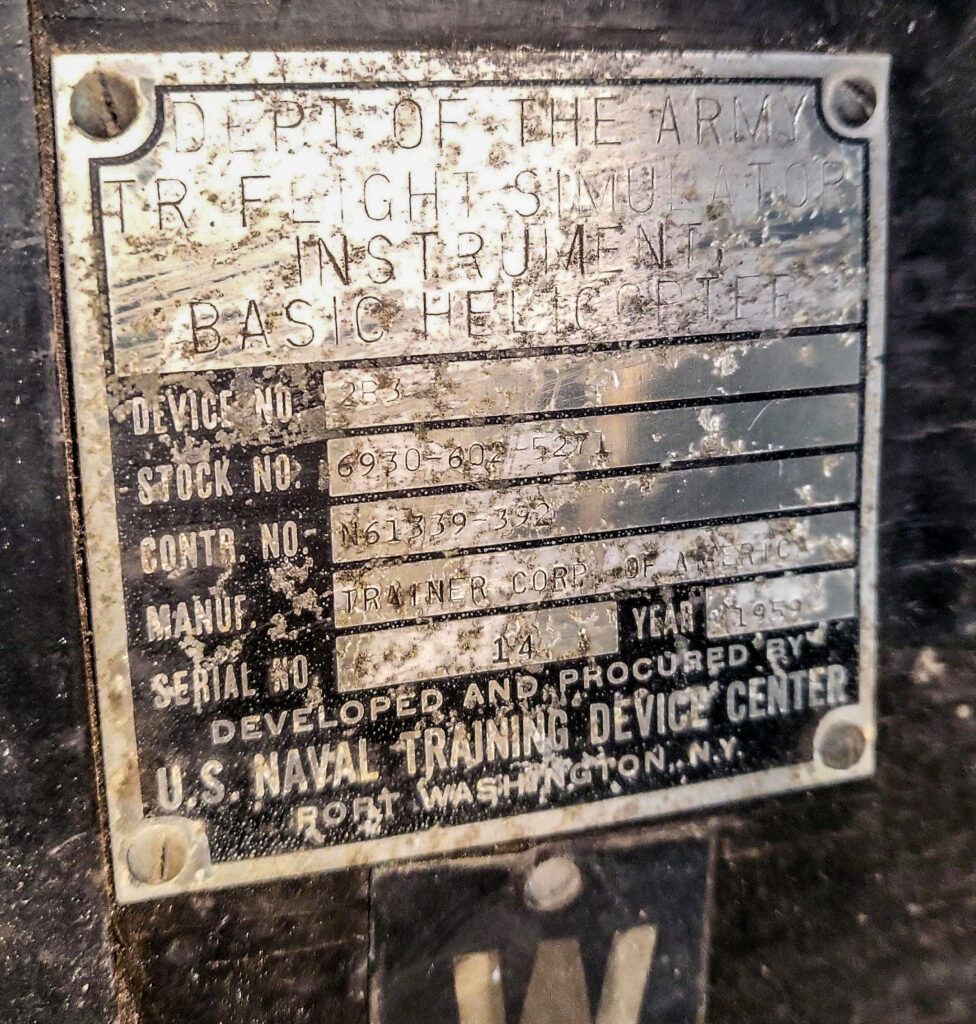 DEPT OF THE ARMY
TR. FLIGHT SIMULATOR
INSTRUMENT,
BASIC HELICOPTER
DEVICE NO. 2B3
STOCK NO. 6930-602-5271
CONTR. NO. N61339-392
MANUF. TRAINER CORP. OF AMERICA
SERIAL NO. 14 YEAR 1959
DEVELOPED AND PROCURED BY
U.S. NAVAL TRAINING DEVICE CENTER
PORT WASHINGTON, N.Y.
W